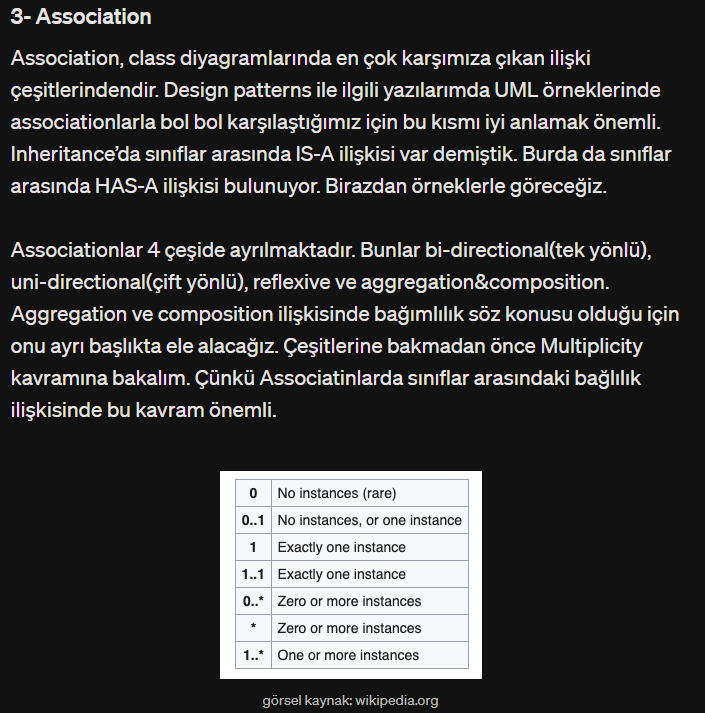 3- Association
Association, class diyagramlarında en çok karşımıza çıkan ilişki
çeşitlerindendir. Design patterns ile ilgili yazılarımda UML örneklerinde
associationlarla bol bol karşılaştığımız için bu kısmı iyi anlamak önemli.
Inheritance’da sınıflar arasında IS-A ilişkisi var demiştik. Burda da sınıflar
arasında HAS-A ilişkisi bulunuyor. Birazdan örneklerle göreceğiz.
Associationlar 4 çeşide ayrılmaktadır. Bunlar bi-directional(tek yönlü),
uni-directional(çift yönlü), reflexive ve aggregation&composition.
Aggregation ve composition ilişkisinde bağımlılık söz konusu olduğu için
onu ayrı başlıkta ele alacağız. Çeşitlerine bakmadan önce Multiplicity
kavramına bakalım. Çünkü Associatinlarda sınıflar arasındaki bağlılık
ilişkisinde bu kavram önemli.
0 No instances (rare)
0..1 No instances, or one instance
1 Exactly one instance
1..1 Exactly one instance
0..* Zero or more instances
* Zero or more instances
1..* One or more instances
görsel kaynak: wikipedia.org